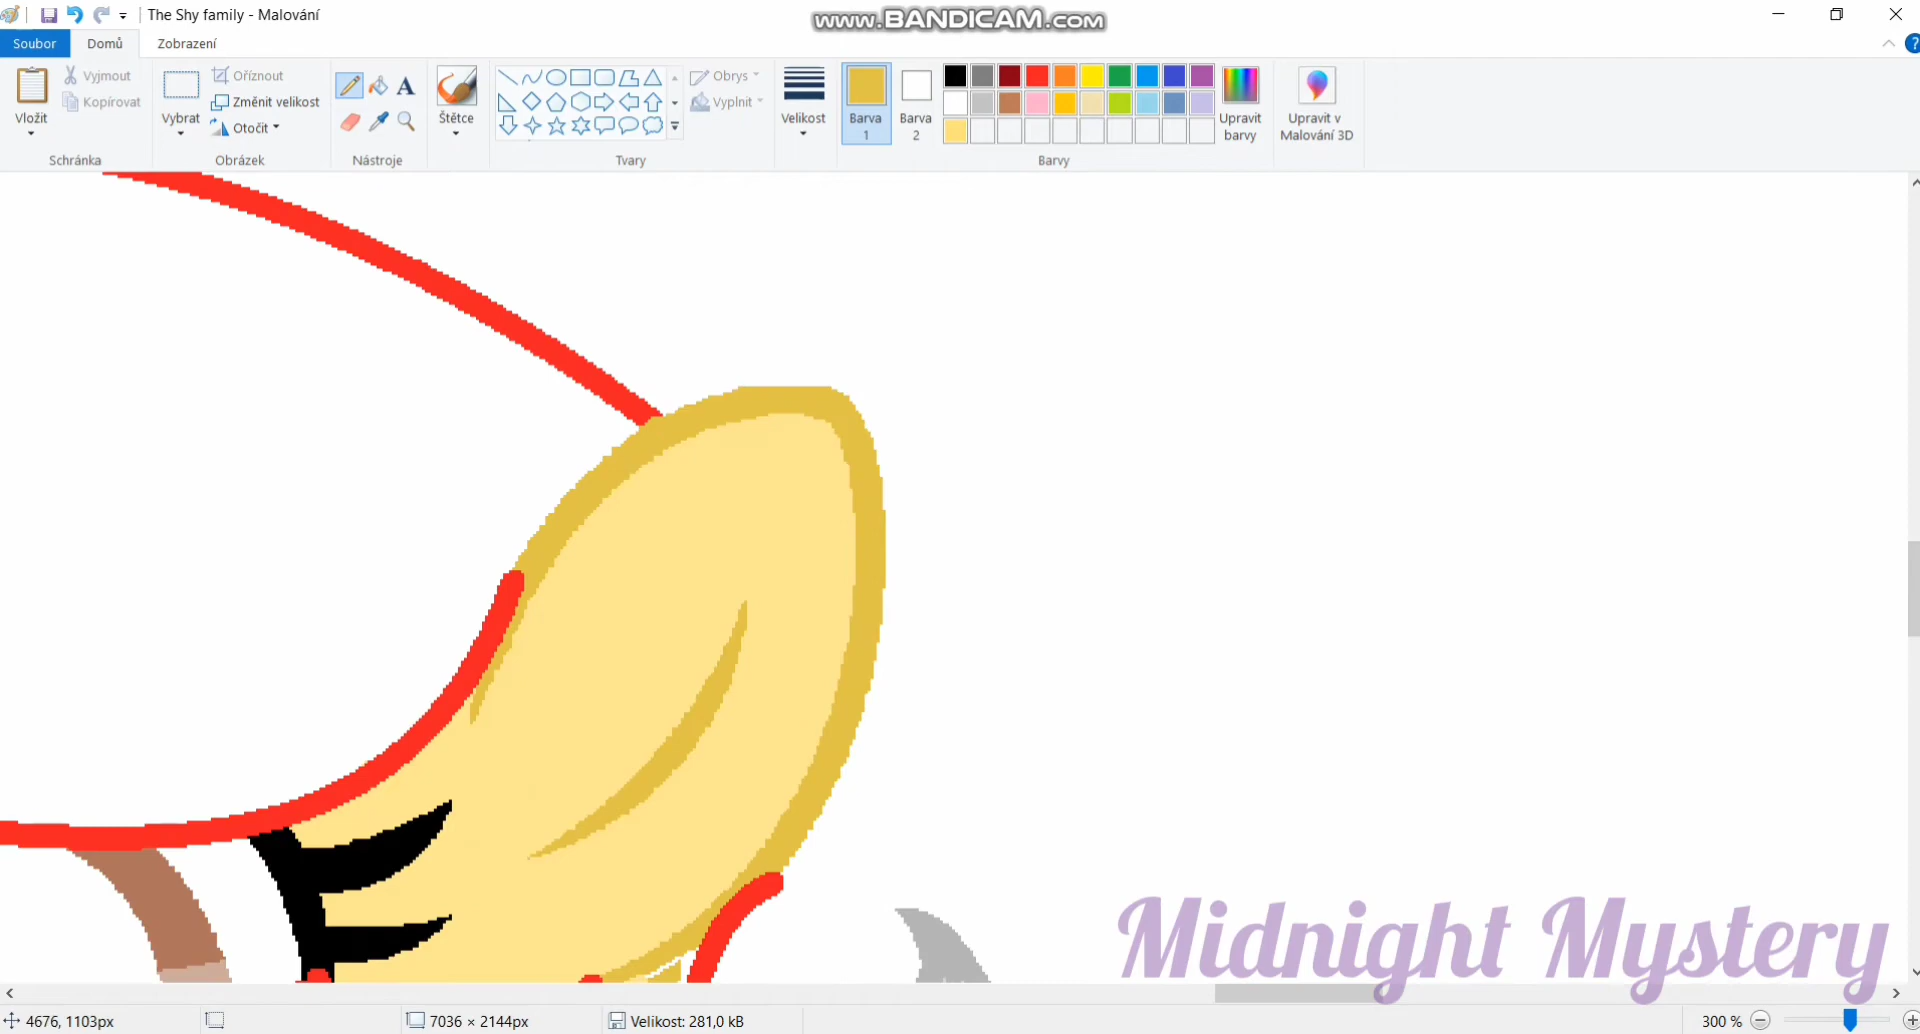 The Shy family - Malování
www.BANDICAM.com
Soubor
Domů
Zobrazení
Vložit
Vyjmout
Kopírovat
Schránka
Vybrat
Oříznout
Změnit velikost
Otočit
Obrázek
A
Nástroje
Štětce
Obrys
Vyplnit
Tvary
Velikost
Barva
1
Barva
2
Upravit
barvy
Barvy
Upravit v
Malování 3D
?
Midnight Mystery
4676, 1103px
7036 × 2144px
Velikost: 281,0 kB
300 %